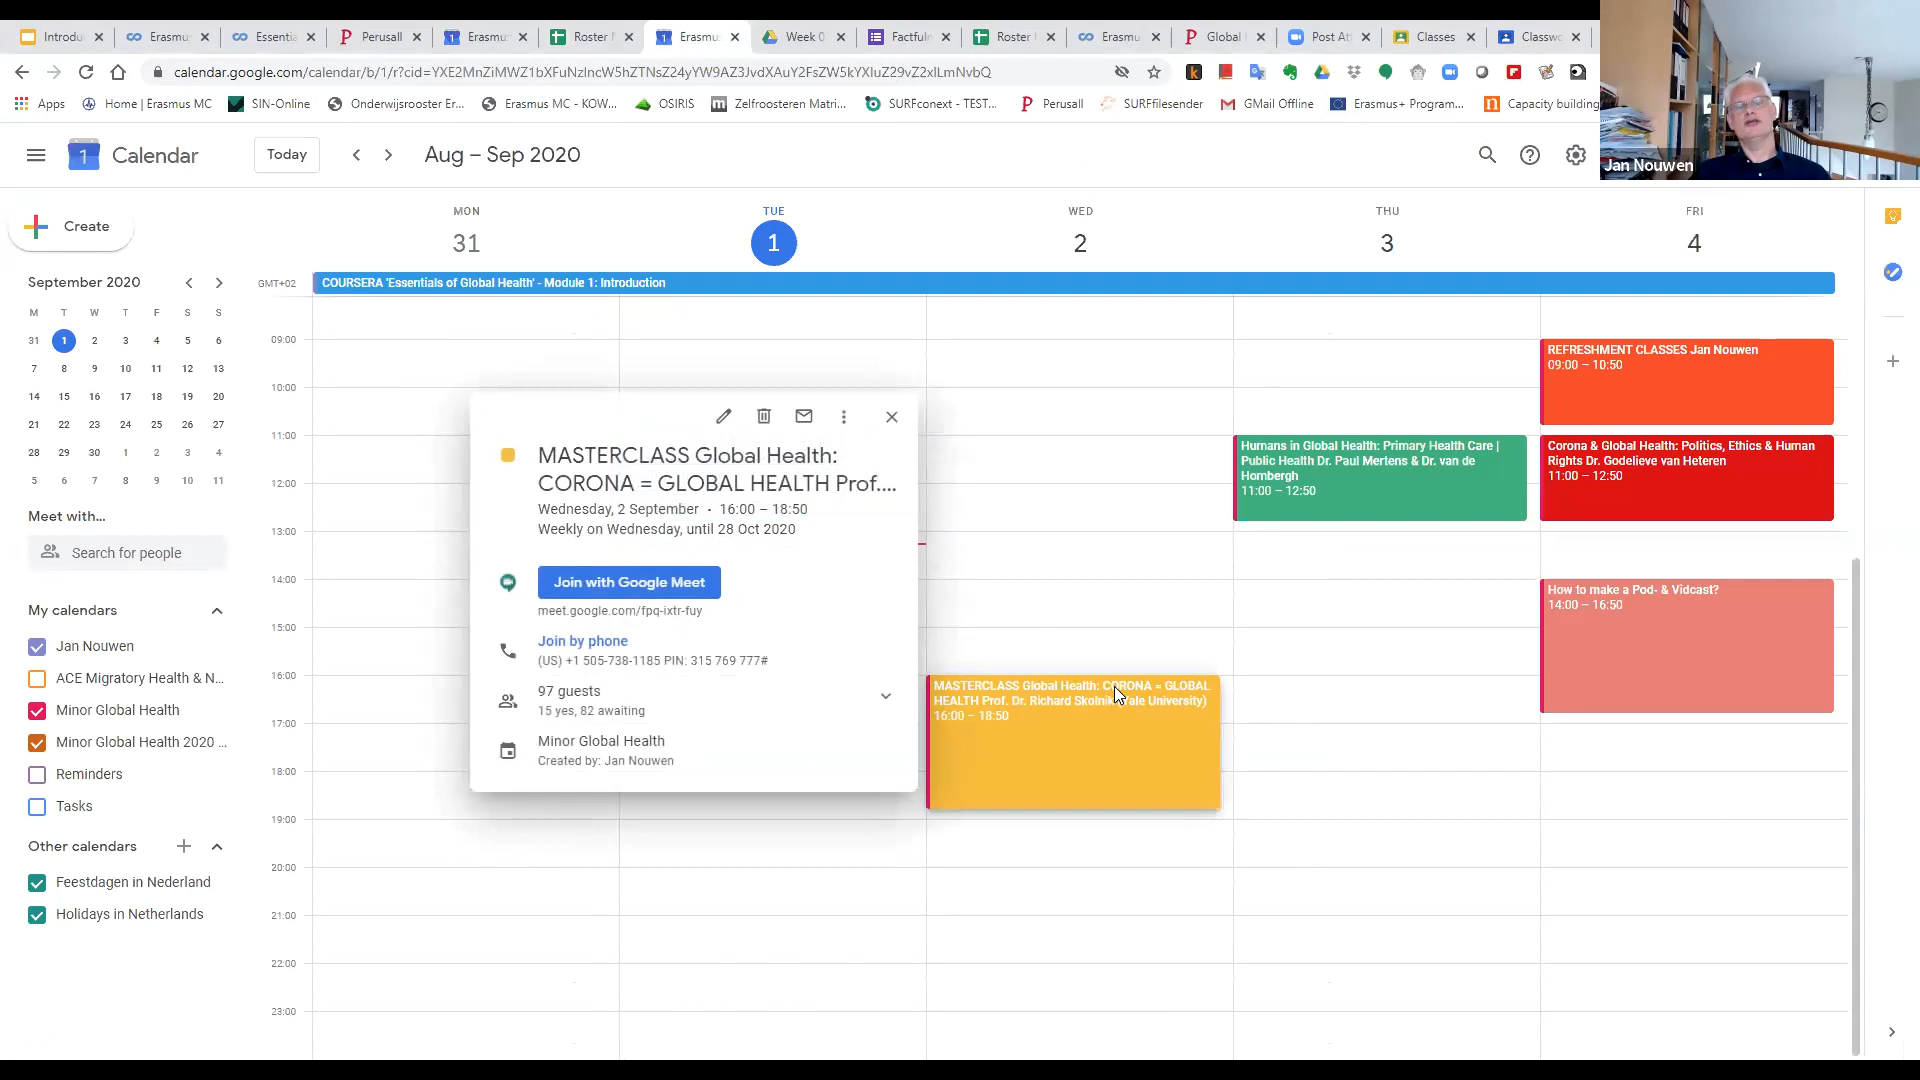 Introdu
Erasmus
Essentia
Perusall
Erasmu
Roster
Erasmu
Week 0
Factfuln
Roster
Erasmu
Global
Post Att
Classes
Classwo
calendar.google.com/calendar/b/1/r?cid=
Apps
Home | Erasmus MC
SIN-Online
Onderwijsrooster Er...
Erasmus MC - KOW...
OSIRIS
Zelfroosteren Matri...
SURFconext - TEST...
Perusall
SURFfilesender
GMail Offline
Erasmus+ Program...
Capacity building
Jan Nouwen
1
Calendar
Today
Aug – Sep 2020
Create
MON
31
TUE
1
WED
2
THU
3
FRI
4
September 2020
M T W T F S S
31 1 2 3 4 5 6
7 8 9 10 11 12 13
14 15 16 17 18 19 20
21 22 23 24 25 26 27
28 29 30 1 2 3 4
5 6 7 8 9 10 11
Meet with...
Search for people
My calendars
Jan Nouwen
ACE Migratory Health & N...
Minor Global Health
Minor Global Health 2020 ...
Reminders
Tasks
Other calendars
Feestdagen in Nederland
Holidays in Netherlands
GMT+02
COURSERA 'Essentials of Global Health' - Module 1: Introduction
09:00
10:00
11:00
12:00
13:00
14:00
15:00
16:00
17:00
18:00
19:00
20:00
21:00
22:00
23:00
MASTERCLASS Global Health:
CORONA = GLOBAL HEALTH Prof....
Wednesday, 2 September · 16:00 – 18:50
Weekly on Wednesday, until 28 Oct 2020
Join with Google Meet
meet.google.com/fpq-ixtr-fuy
Join by phone
(US) +1 505-738-1185 PIN: 315 769 777#
97 guests
15 yes, 82 awaiting
Minor Global Health
Created by: Jan Nouwen
MASTERCLASS Global Health: CORONA = GLOBAL
HEALTH Prof. Dr. Richard Skolnik Yale University)
16:00 – 18:50
Humans in Global Health: Primary Health Care |
Public Health Dr. Paul Mertens & Dr. van de
Hombergh
11:00 – 12:50
REFRESHMENT CLASSES Jan Nouwen
09:00 – 10:50
Corona & Global Health: Politics, Ethics & Human
Rights Dr. Godelieve van Heteren
11:00 – 12:50
How to make a Pod- & Vidcast?
14:00 – 16:50